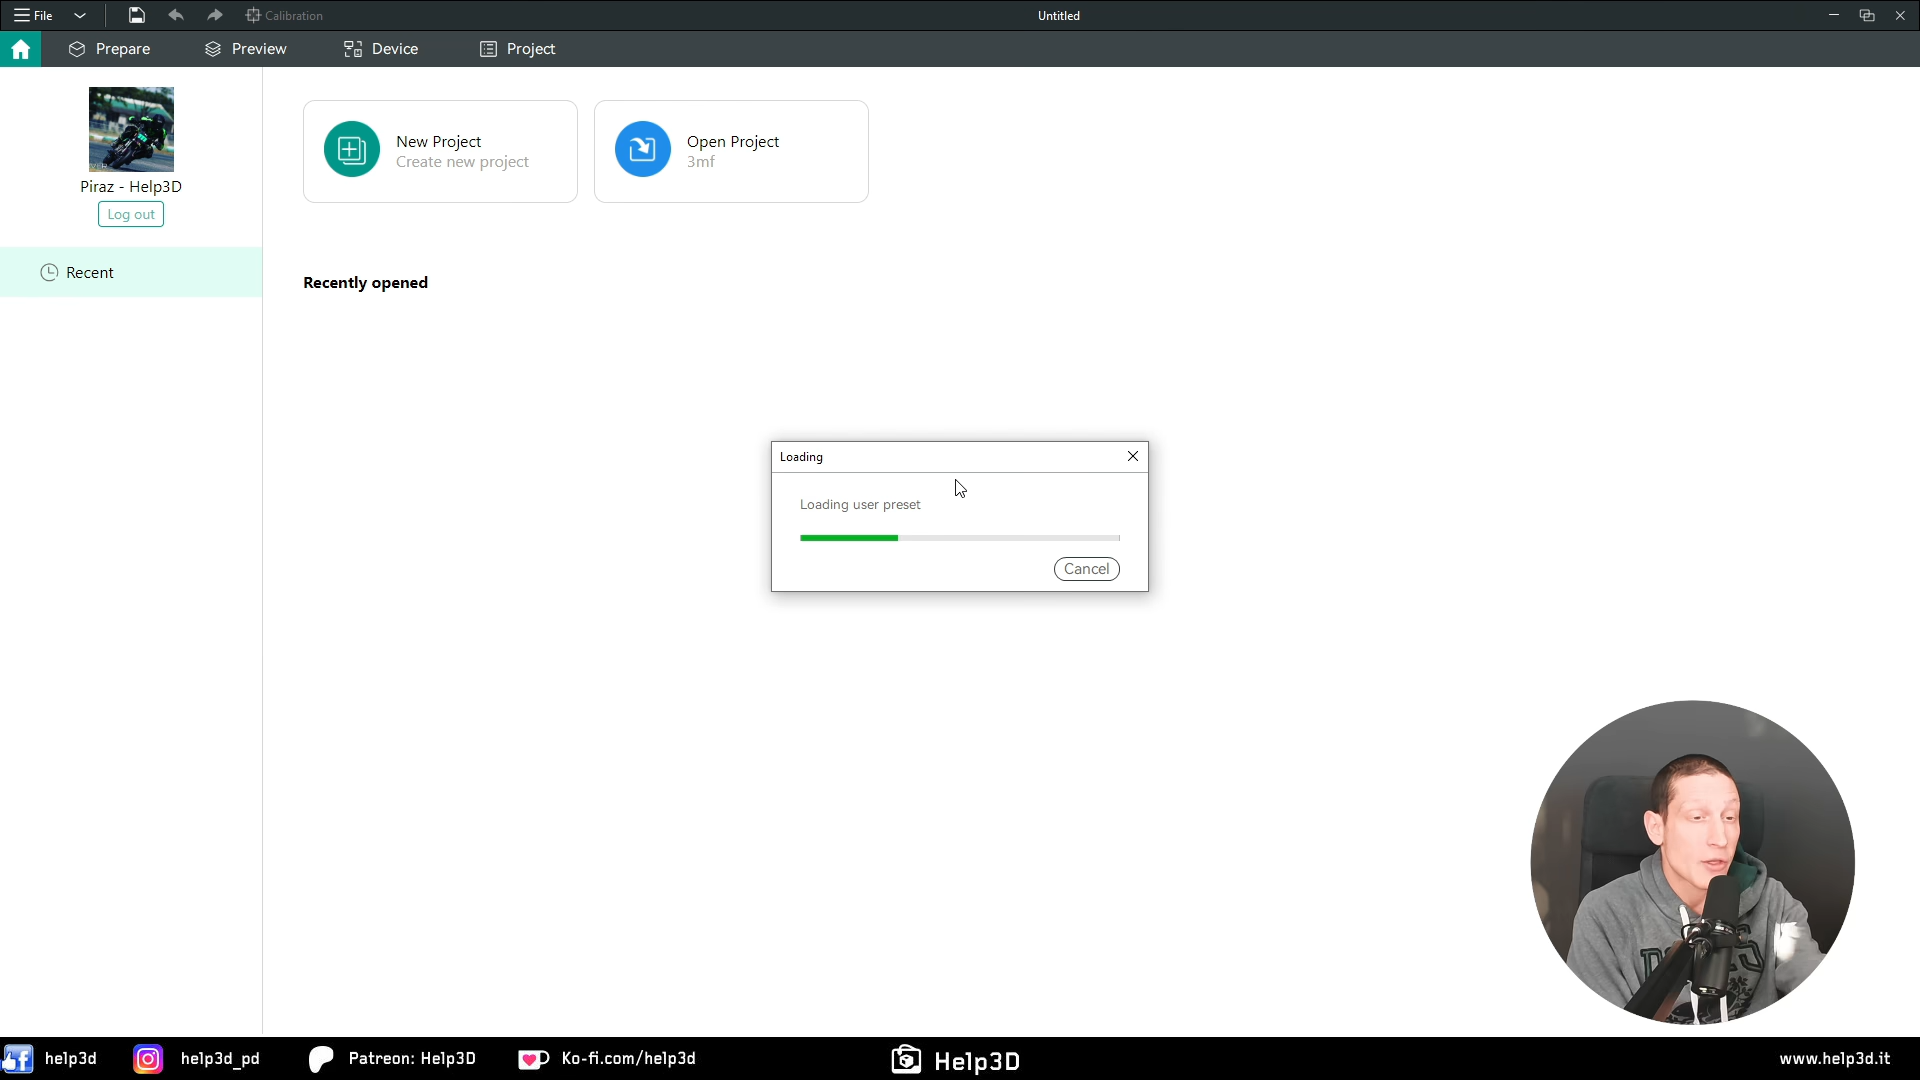 File
Calibration
Untitled
Prepare
Preview
Device
Project
Piraz - Help3D
Log out
Recent
New Project
Create new project
Open Project
3mf
Recently opened
Loading
Loading user preset
Cancel
help3d
help3d_pd
Patreon: Help3D
Ko-fi.com/help3d
Help3D
www.help3d.it